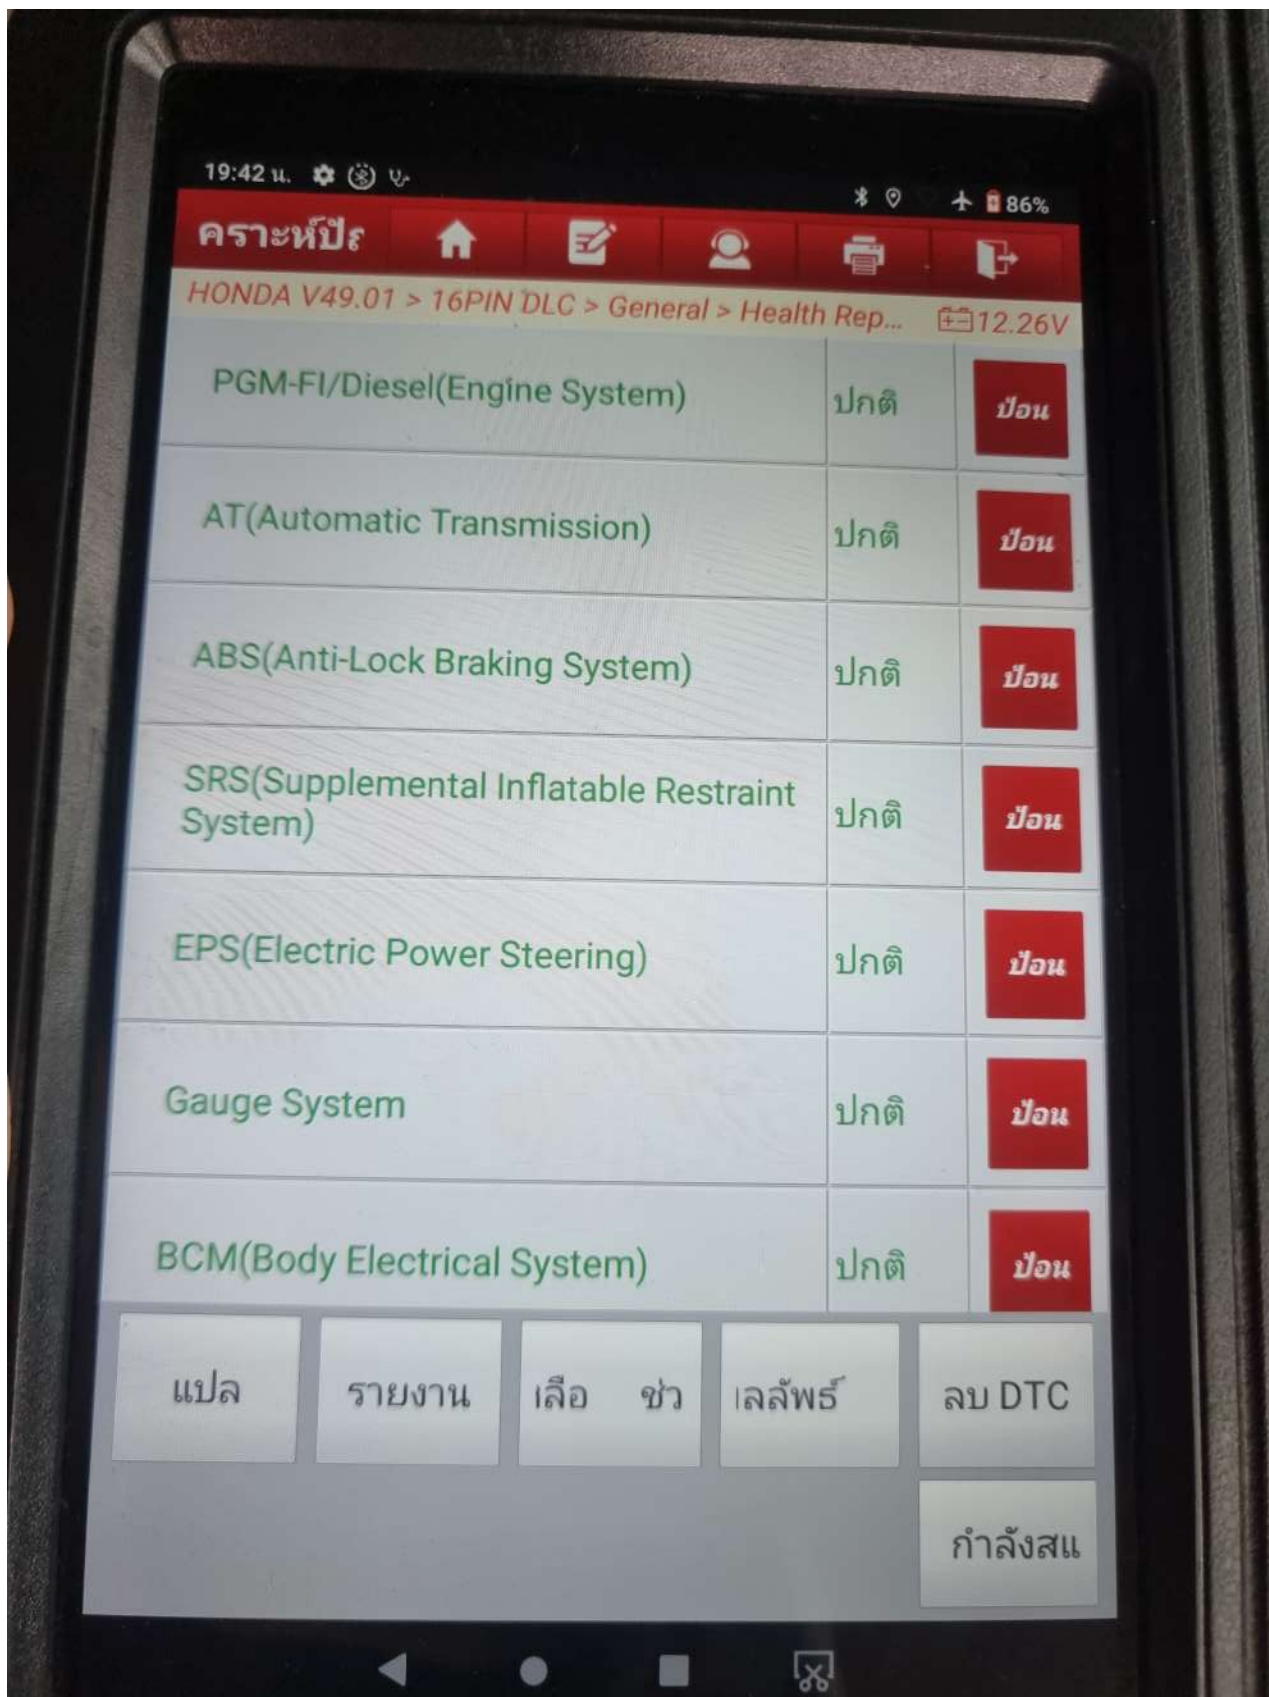 19:42 น.
86%
คราะห์ปัร
HONDA V49.01 > 16PIN DLC > General > Health Rep... 12.26V
PGM-FI/Diesel(Engine System) ปกติ ป้อน
AT(Automatic Transmission) ปกติ ป้อน
ABS(Anti-Lock Braking System) ปกติ ป้อน
SRS(Supplemental Inflatable Restraint
System) ปกติ ป้อน
EPS(Electric Power Steering) ปกติ ป้อน
Gauge System ปกติ ป้อน
BCM(Body Electrical System) ปกติ ป้อน
แปล รายงาน เลือ ช่ว เลลัพธ์ ลบ DTC
กำลังสแ